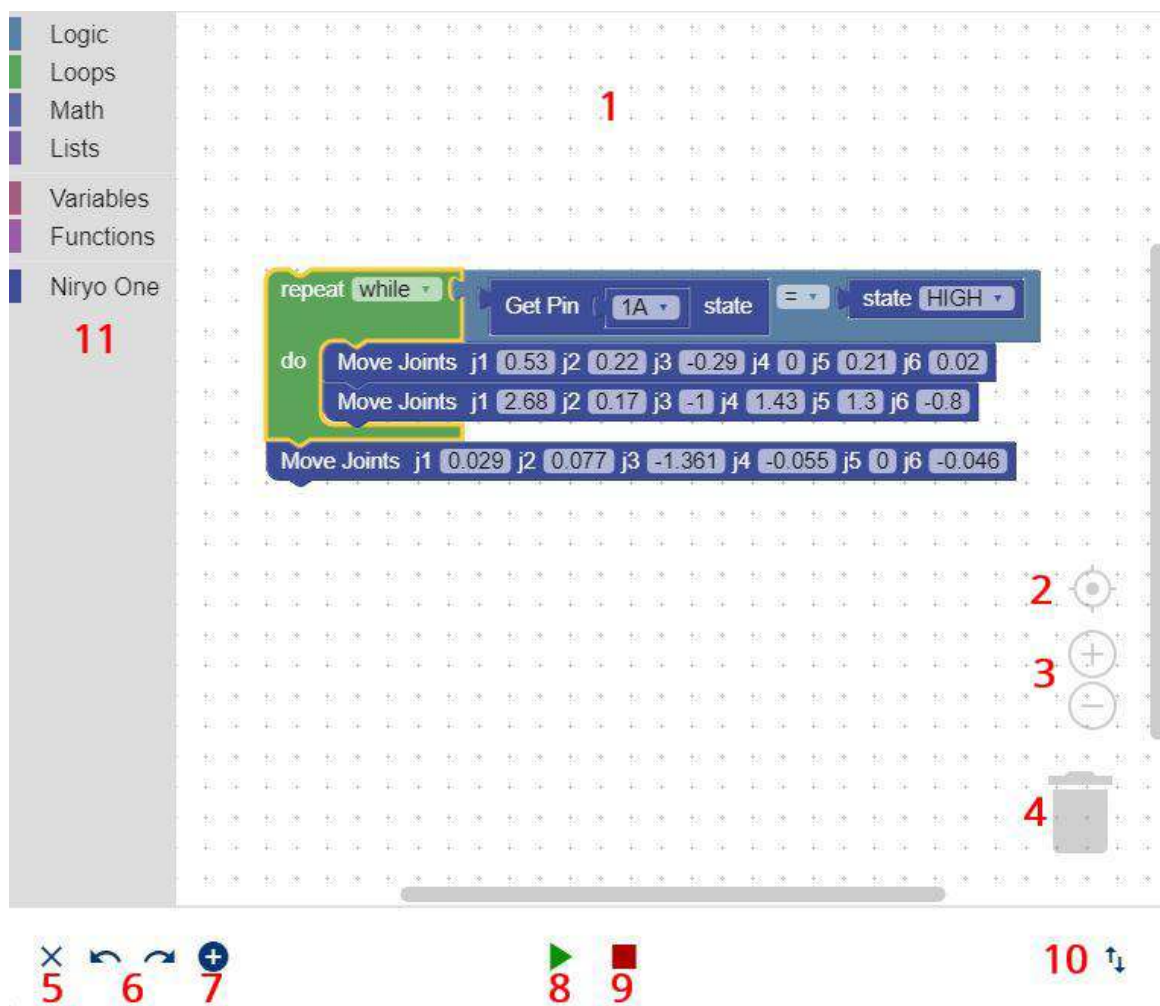 Logic
Loops
Math
Lists
Variables
Functions
Niryo One
11
1
repeat while Get Pin 1A state = state HIGH
do Move Joints j1 0.53 j2 0.22 j3 -0.29 j4 0 j5 0.21 j6 0.02
Move Joints j1 2.68 j2 0.17 j3 -1 j4 1.43 j5 1.3 j6 -0.8
Move Joints j1 0.029 j2 0.077 j3 -1.361 j4 -0.055 j5 0 j6 -0.046
2
3
4
5 6 7 8 9 10